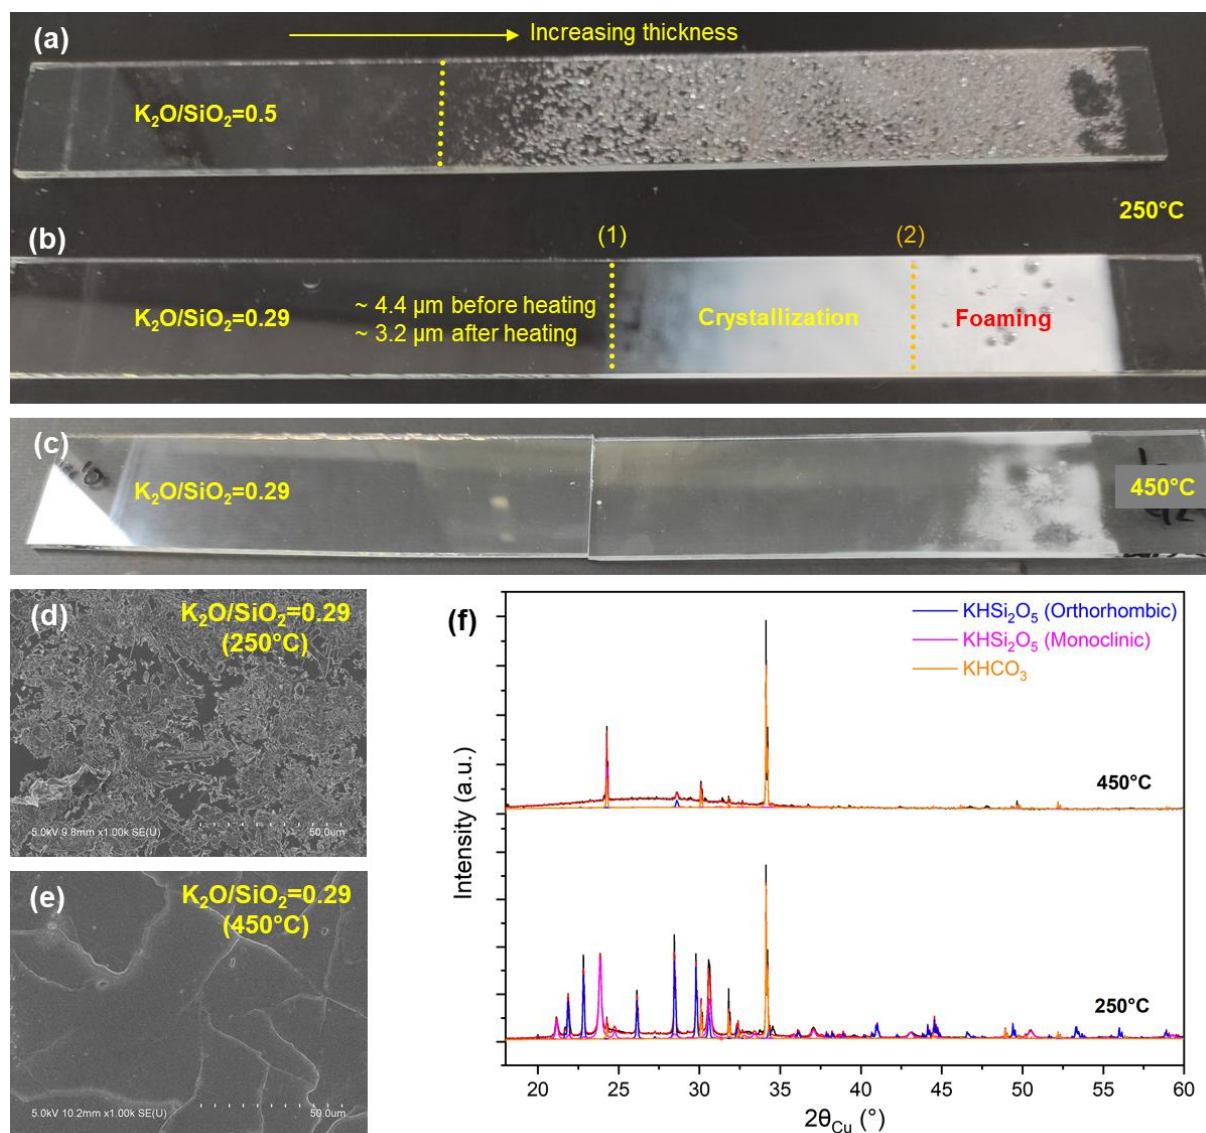 (a)
Increasing thickness
K₂O/SiO₂=0.5
250°C
(b)
(1)
(2)
K₂O/SiO₂=0.29
~ 4.4 µm before heating
~ 3.2 µm after heating
Crystallization
Foaming
(c)
K₂O/SiO₂=0.29
450°C
(d)
K₂O/SiO₂=0.29
(250°C)
5.0kV 9.8mm x1.00k SE(U)
50.0um
(e)
K₂O/SiO₂=0.29
(450°C)
5.0kV 10.2mm x1.00k SE(U)
50.0um
(f)
KHSi₂O₅ (Orthorhombic)
KHSi₂O₅ (Monoclinic)
KHCO₃
450°C
250°C
Intensity (a.u.)
20 25 30 35 40 45 50 55 60
2θCu (°)